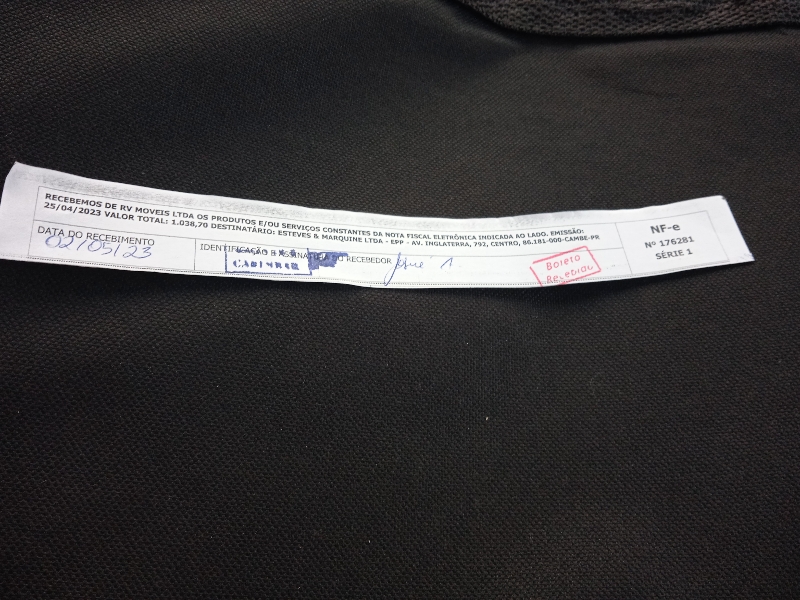 RECEBEMOS DE RV MOVEIS LTDA OS PRODUTOS E/OU SERVIÇOS CONSTANTES DA NOTA FISCAL ELETRÔNICA INDICADA AO LADO. EMISSÃO:
25/04/2023 VALOR TOTAL: 1.038,70 DESTINATÁRIO: ESTEVES & MARQUINE LTDA - EPP - AV. INGLATERRA, 792, CENTRO, 86.181-000-CAMBE-PR
DATA DO RECEBIMENTO
02/05/23
IDENTIFICAÇÃO E ASSINATURA DO RECEBEDOR
Boleto
Recebido
NF-e
Nº 176281
SÉRIE 1